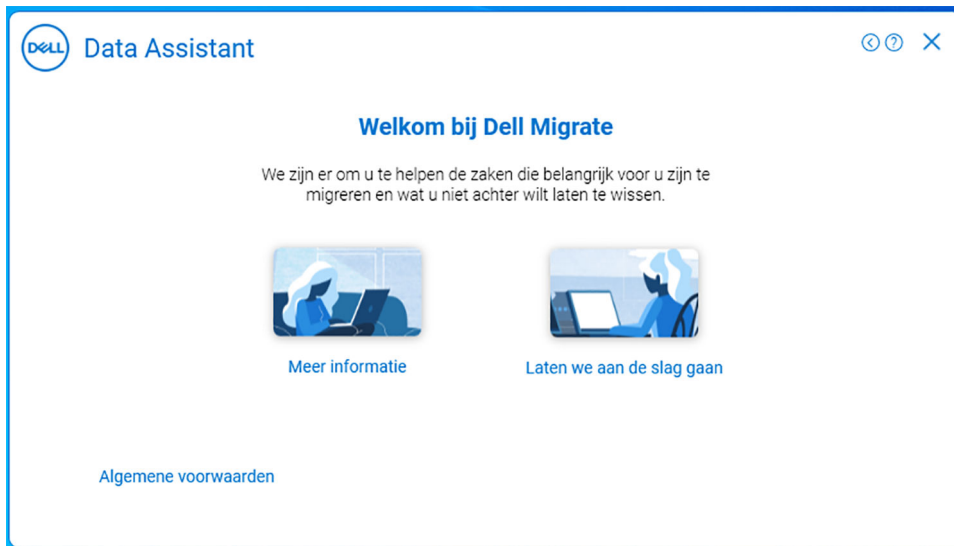 DELL Data Assistant
Welkom bij Dell Migrate
We zijn er om u te helpen de zaken die belangrijk voor u zijn te
migreren en wat u niet achter wilt laten te wissen.
Meer informatie
Laten we aan de slag gaan
Algemene voorwaarden